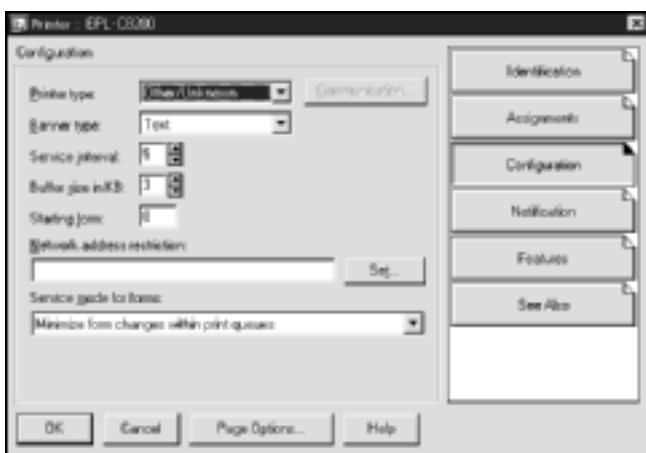 Printer : EPL-C8200
Configuration
Printer type: Other/Unknown Communication...
Banner type: Text
Service interval: 5
Buffer size in KB: 3
Starting form: 0
Network address restriction:
Set...
Service mode for forms:
Minimize form changes within print queues
OK Cancel Page Options... Help
Identification
Assignments
Configuration
Notification
Features
See Also